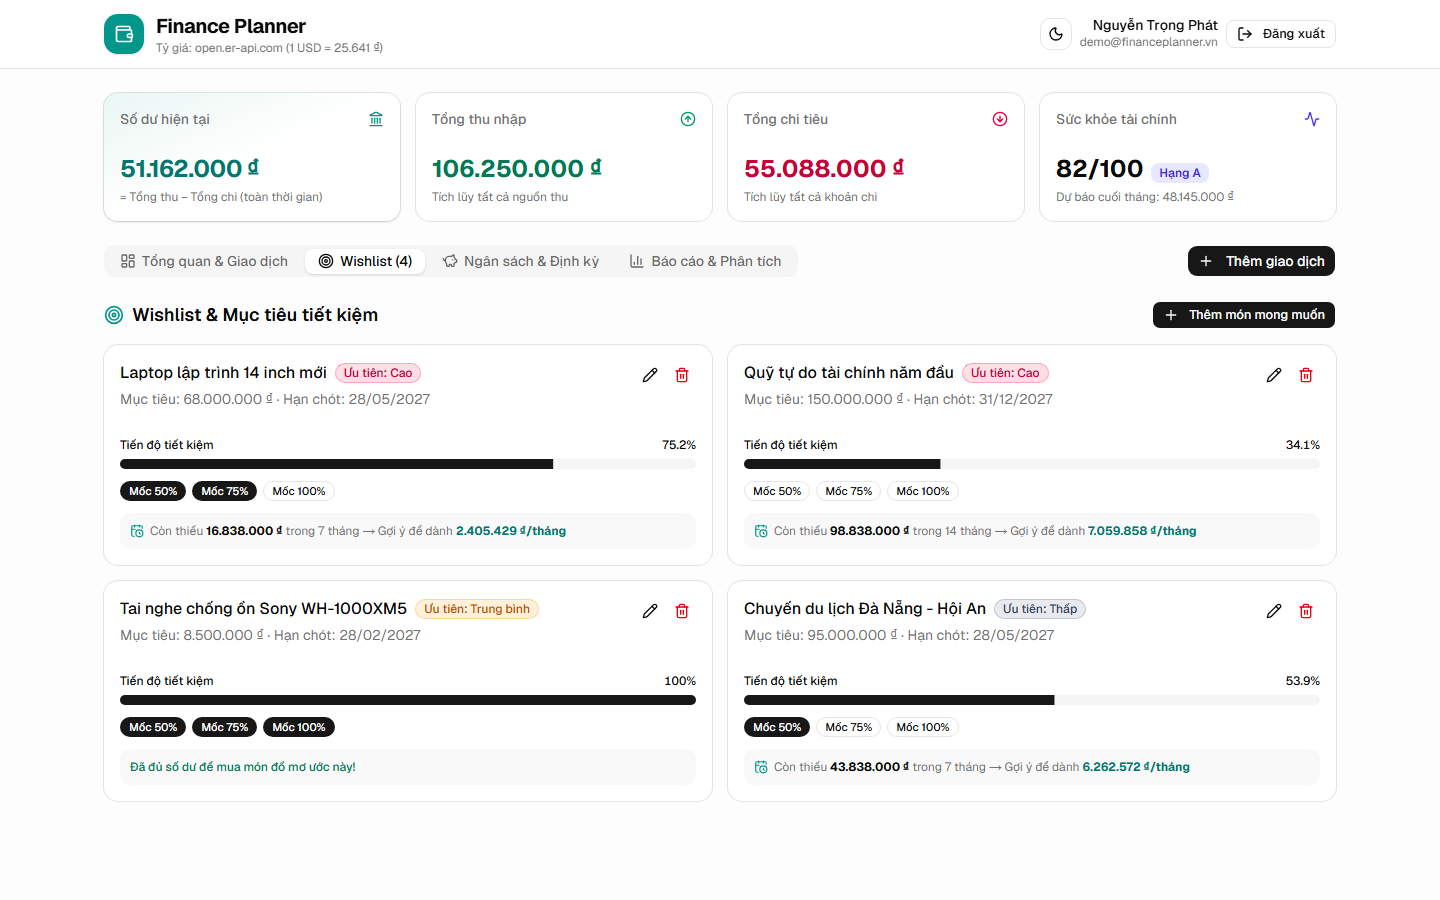 Finance Planner
Tỷ giá: open.er-api.com (1 USD = 25.641 ₫)
Nguyễn Trọng Phát
demo@financeplanner.vn
Đăng xuất
Số dư hiện tại
51.162.000 ₫
= Tổng thu − Tổng chi (toàn thời gian)
Tổng thu nhập
106.250.000 ₫
Tích lũy tất cả nguồn thu
Tổng chi tiêu
55.088.000 ₫
Tích lũy tất cả khoản chi
Sức khỏe tài chính
82/100 Hạng A
Dự báo cuối tháng: 48.145.000 ₫
Tổng quan & Giao dịch
Wishlist (4)
Ngân sách & Định kỳ
Báo cáo & Phân tích
Thêm giao dịch
Wishlist & Mục tiêu tiết kiệm
Thêm món mong muốn
Laptop lập trình 14 inch mới Ưu tiên: Cao
Mục tiêu: 68.000.000 ₫ · Hạn chót: 28/05/2027
Tiến độ tiết kiệm 75.2%
Mốc 50% Mốc 75% Mốc 100%
Còn thiếu 16.838.000 ₫ trong 7 tháng → Gợi ý để dành 2.405.429 ₫/tháng
Quỹ tự do tài chính năm đầu Ưu tiên: Cao
Mục tiêu: 150.000.000 ₫ · Hạn chót: 31/12/2027
Tiến độ tiết kiệm 34.1%
Mốc 50% Mốc 75% Mốc 100%
Còn thiếu 98.838.000 ₫ trong 14 tháng → Gợi ý để dành 7.059.858 ₫/tháng
Tai nghe chống ồn Sony WH-1000XM5 Ưu tiên: Trung bình
Mục tiêu: 8.500.000 ₫ · Hạn chót: 28/02/2027
Tiến độ tiết kiệm 100%
Mốc 50% Mốc 75% Mốc 100%
Đã đủ số dư để mua món đồ mơ ước này!
Chuyến du lịch Đà Nẵng - Hội An Ưu tiên: Thấp
Mục tiêu: 95.000.000 ₫ · Hạn chót: 28/05/2027
Tiến độ tiết kiệm 53.9%
Mốc 50% Mốc 75% Mốc 100%
Còn thiếu 43.838.000 ₫ trong 7 tháng → Gợi ý để dành 6.262.572 ₫/tháng